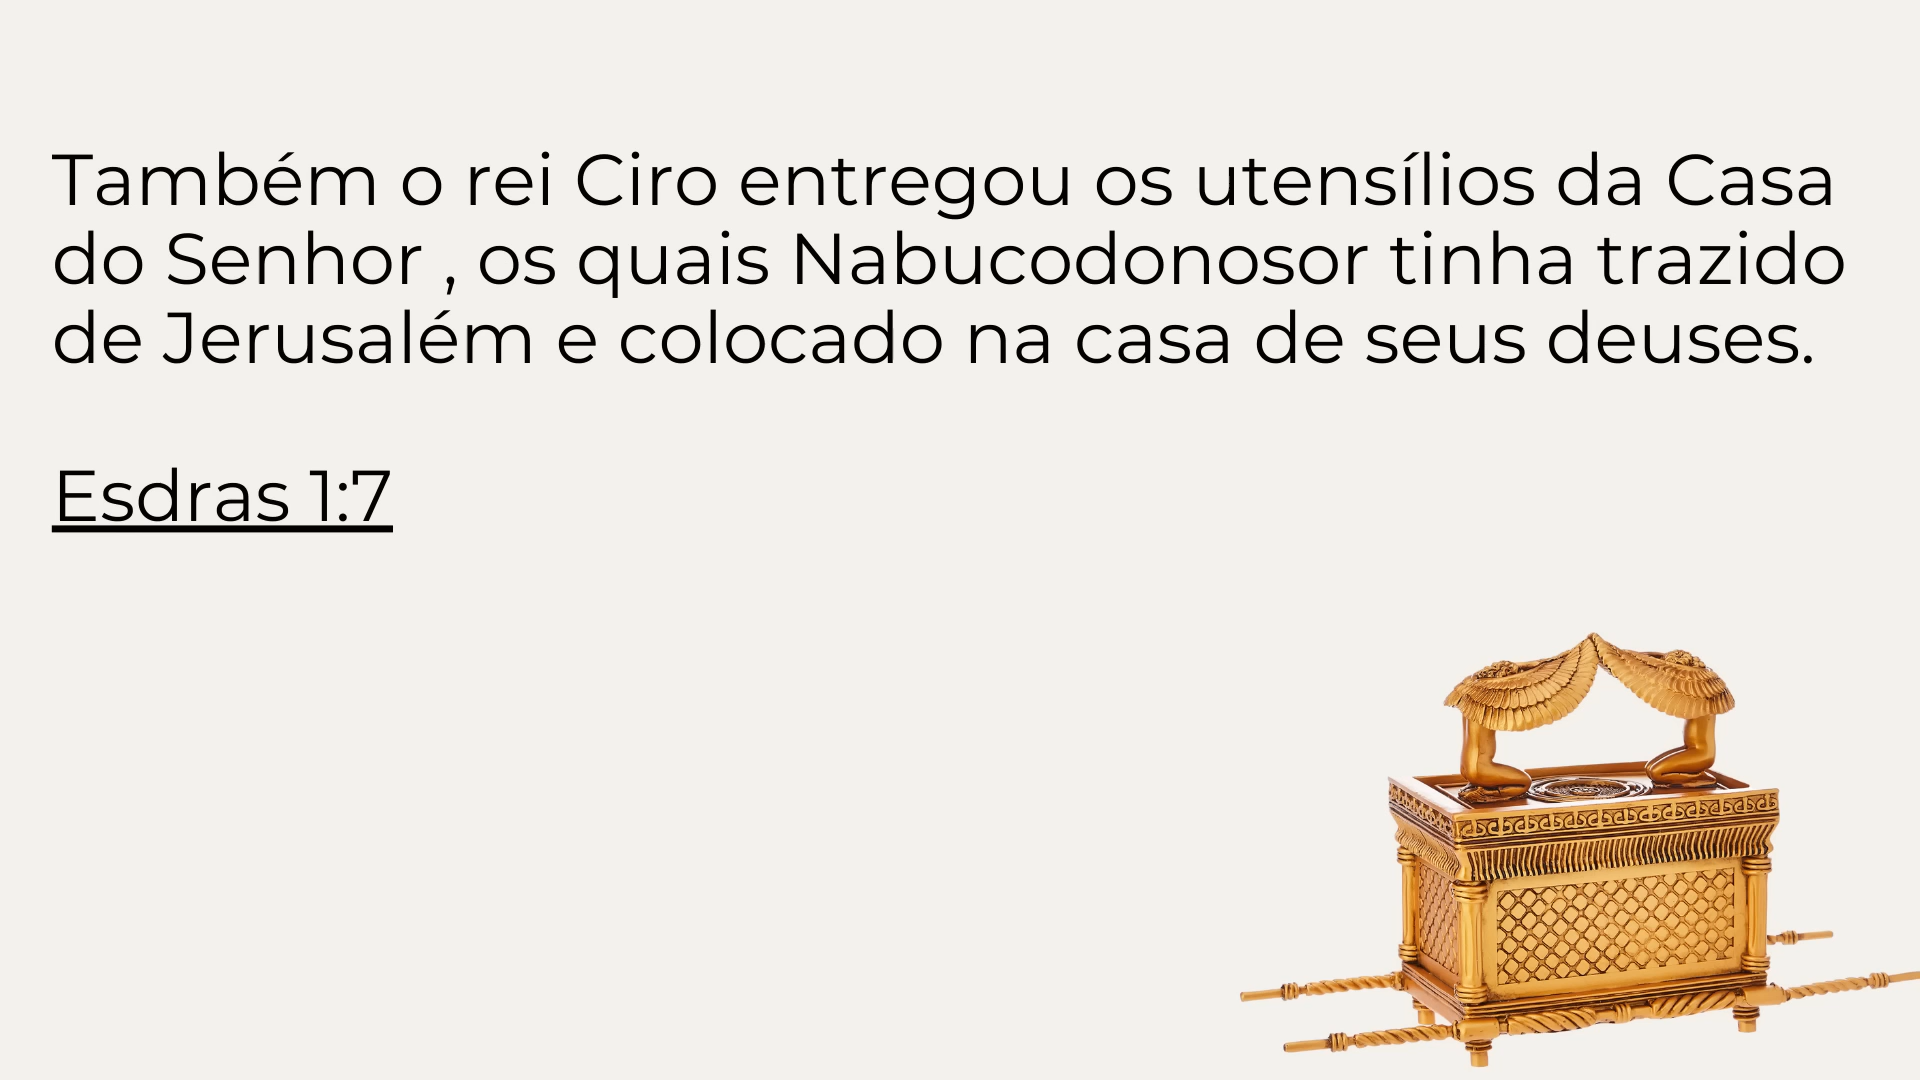 Também o rei Ciro entregou os utensílios da Casa
do Senhor , os quais Nabucodonosor tinha trazido
de Jerusalém e colocado na casa de seus deuses.
Esdras 1:7